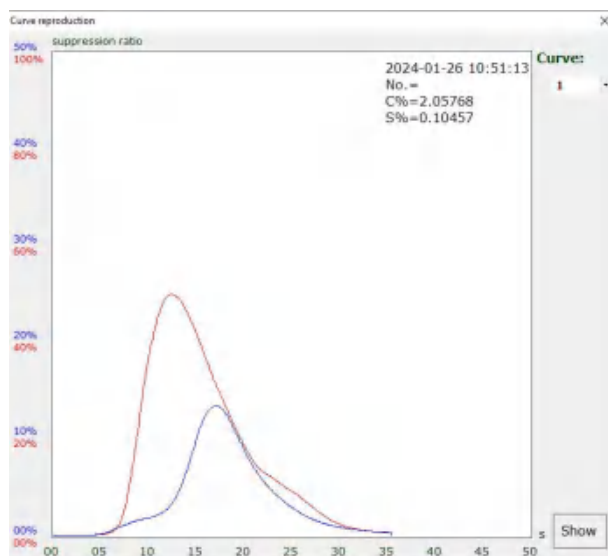 Curve reproduction
suppression ratio
50%
100%
2024-01-26 10:51:13
No.=
C%=2.05768
S%=0.10457
Curve:
1
40%
80%
30%
60%
20%
40%
10%
20%
00%
00%
00 05 10 15 20 25 30 35 40 45 50
s
Show